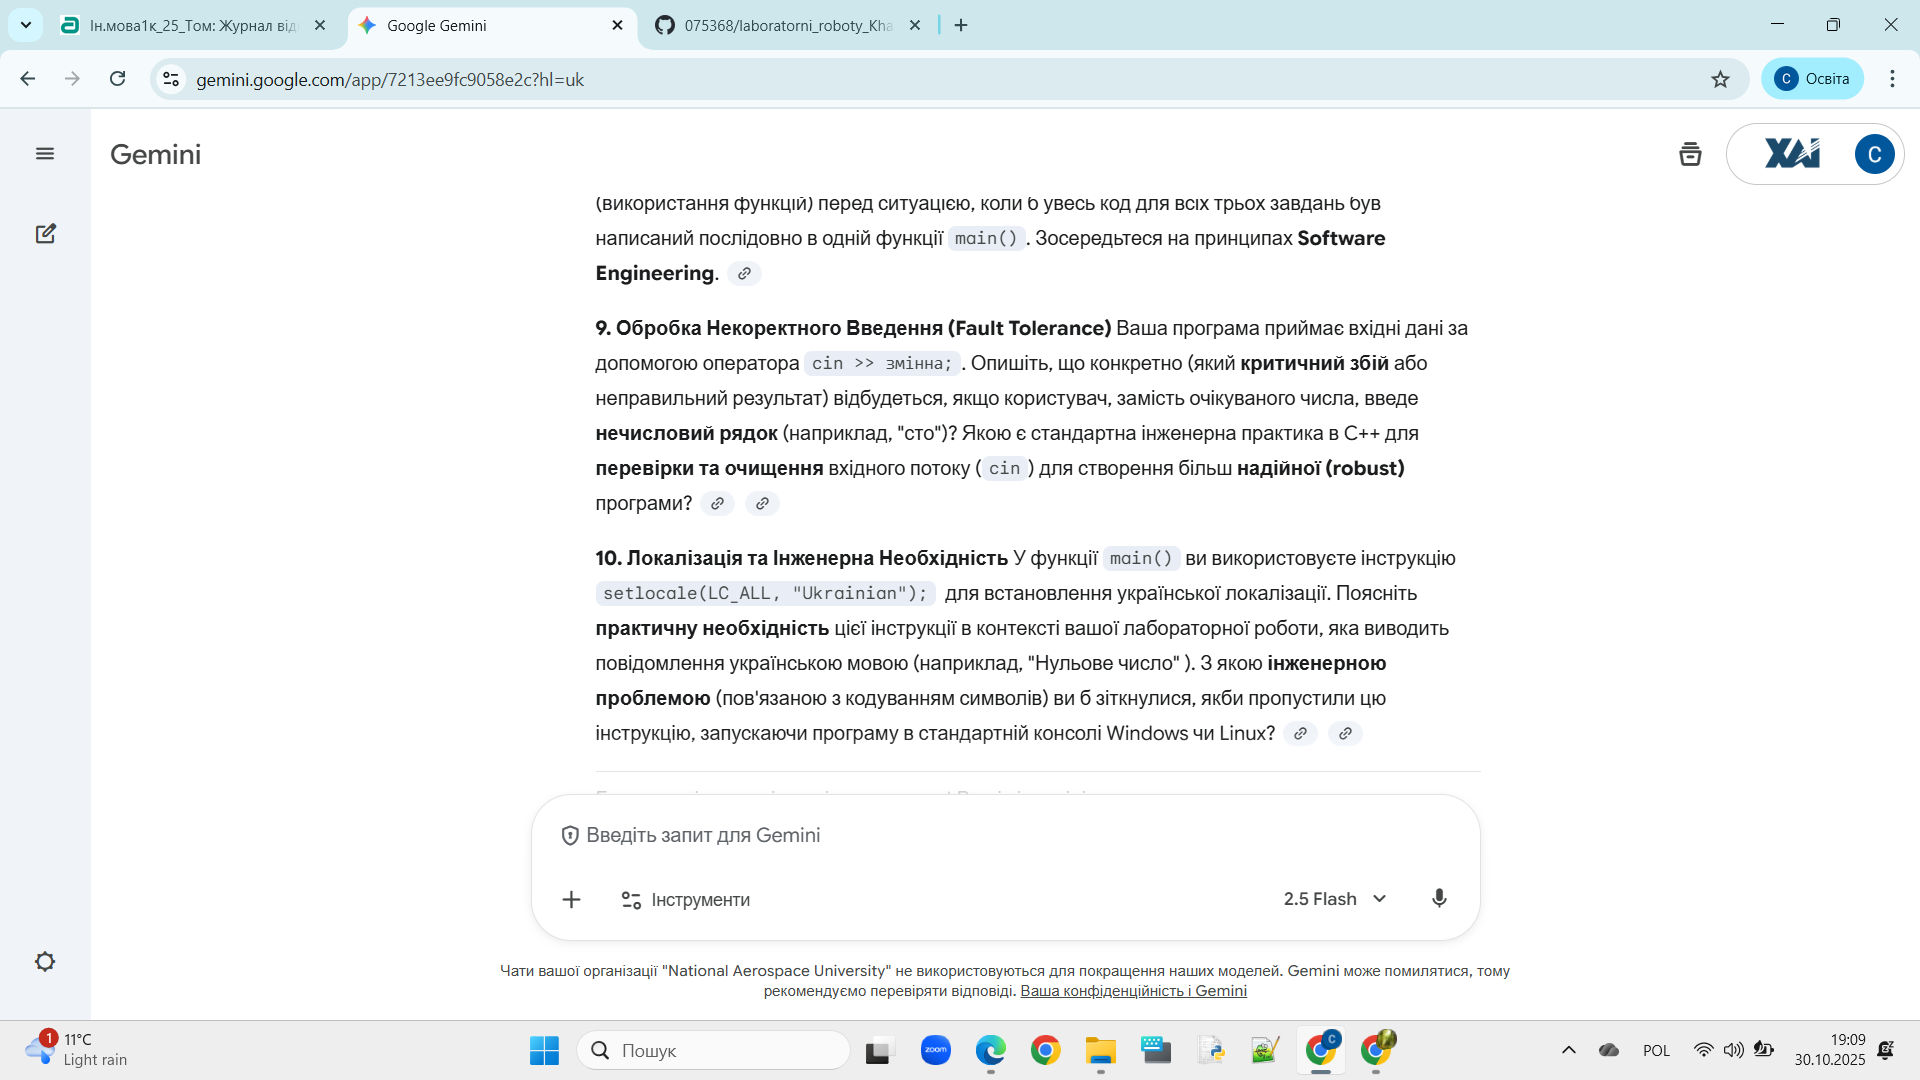 Ін.мова1к_25_Том: Журнал від
Google Gemini
075368/laboratorni_roboty_Kha
gemini.google.com/app/7213ee9fc9058e2c?hl=uk
С Освіта
Gemini
XAI
C
(використання функцій) перед ситуацією, коли б увесь код для всіх трьох завдань був
написаний послідовно в одній функції main() . Зосередьтеся на принципах Software
Engineering.
9. Обробка Некоректного Введення (Fault Tolerance) Ваша програма приймає вхідні дані за
допомогою оператора cin >> змінна; . Опишіть, що конкретно (який критичний збій або
неправильний результат) відбудеться, якщо користувач, замість очікуваного числа, введе
нечисловий рядок (наприклад, "сто")? Якою є стандартна інженерна практика в C++ для
перевірки та очищення вхідного потоку ( cin ) для створення більш надійної (robust)
програми?
10. Локалізація та Інженерна Необхідність У функції main() ви використовуєте інструкцію
setlocale(LC_ALL, "Ukrainian"); для встановлення української локалізації. Поясніть
практичну необхідність цієї інструкції в контексті вашої лабораторної роботи, яка виводить
повідомлення українською мовою (наприклад, "Нульове число" ). З якою інженерною
проблемою (пов'язаною з кодуванням символів) ви б зіткнулися, якби пропустили цю
інструкцію, запускаючи програму в стандартній консолі Windows чи Linux?
Введіть запит для Gemini
Інструменти
2.5 Flash
Чати вашої організації "National Aerospace University" не використовуються для покращення наших моделей. Gemini може помилятися, тому
рекомендуємо перевіряти відповіді. Ваша конфіденційність і Gemini
1
11°C
Light rain
Пошук
zoom
C
POL
19:09
30.10.2025